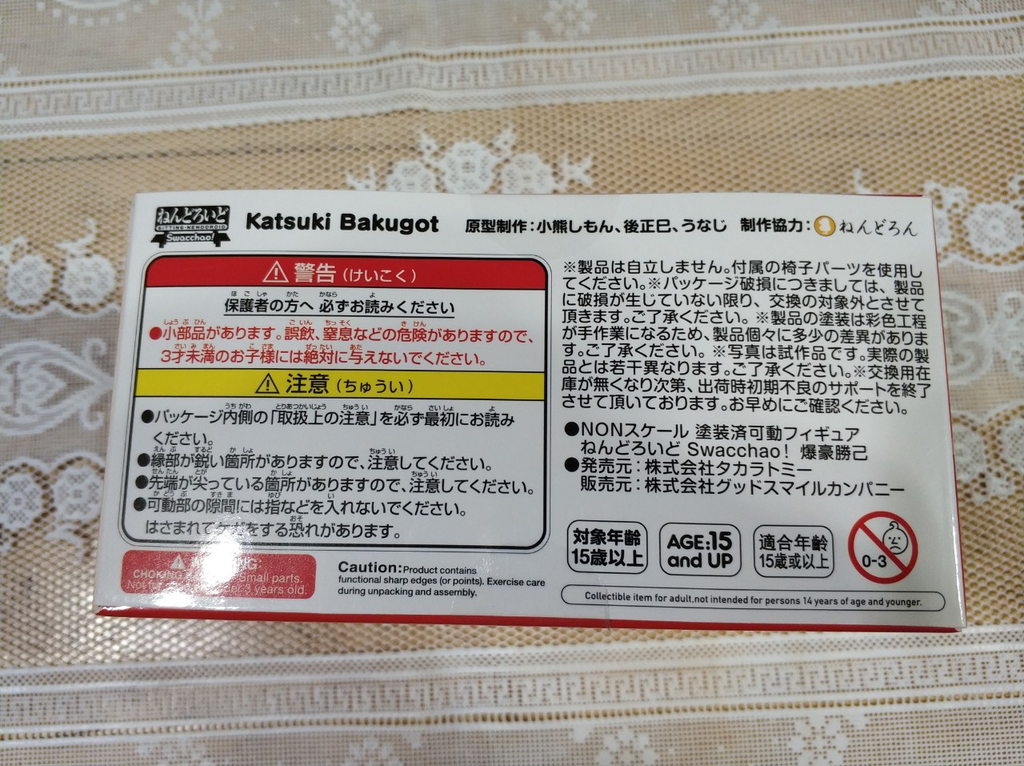 ねんどろいど
SITTING NENDOROID
Swacchao!
Katsuki Bakugot
原型制作:小熊しもん、後正巳、うなじ 制作協力: ねんどろん
警告(けいこく)
保護者の方へ 必ずお読みください
●小部品があります。誤飲、窒息などの危険がありますので、
3才未満のお子様には絶対に与えないでください。
注意(ちゅうい)
●パッケージ内側の「取扱上の注意」を必ず最初にお読み
ください。
●縁部が鋭い箇所がありますので、注意してください。
●先端が尖っている箇所がありますので、注意してください。
●可動部の隙間には指などを入れないでください。
はさまれてケガをする恐れがあります。
CHOKING
Small parts.
3 years old.
Caution:Product contains
functional sharp edges (or points). Exercise care
during unpacking and assembly.
※製品は自立しません。付属の椅子パーツを使用し
てください。※パッケージ破損につきましては、製品
に破損が生じていない限り、交換の対象外とさせて
頂きます。ご了承ください。※製品の塗装は彩色工程
が手作業になるため、製品個々に多少の差異がありま
す。ご了承ください。※写真は試作品です。実際の製
品とは若干異なります。ご了承ください。※交換用在
庫が無くなり次第、出荷時初期不良のサポートを終了
させて頂いております。お早めにご確認ください。
●NONスケール 塗装済可動フィギュア
ねんどろいど Swacchao! 爆豪勝己
●発売元:株式会社タカラトミー
販売元:株式会社グッドスマイルカンパニー
対象年齢
15歳以上
AGE:15
and UP
適合年齡
15歲或以上
0-3
Collectible item for adult,not intended for persons 14 years of age and younger.